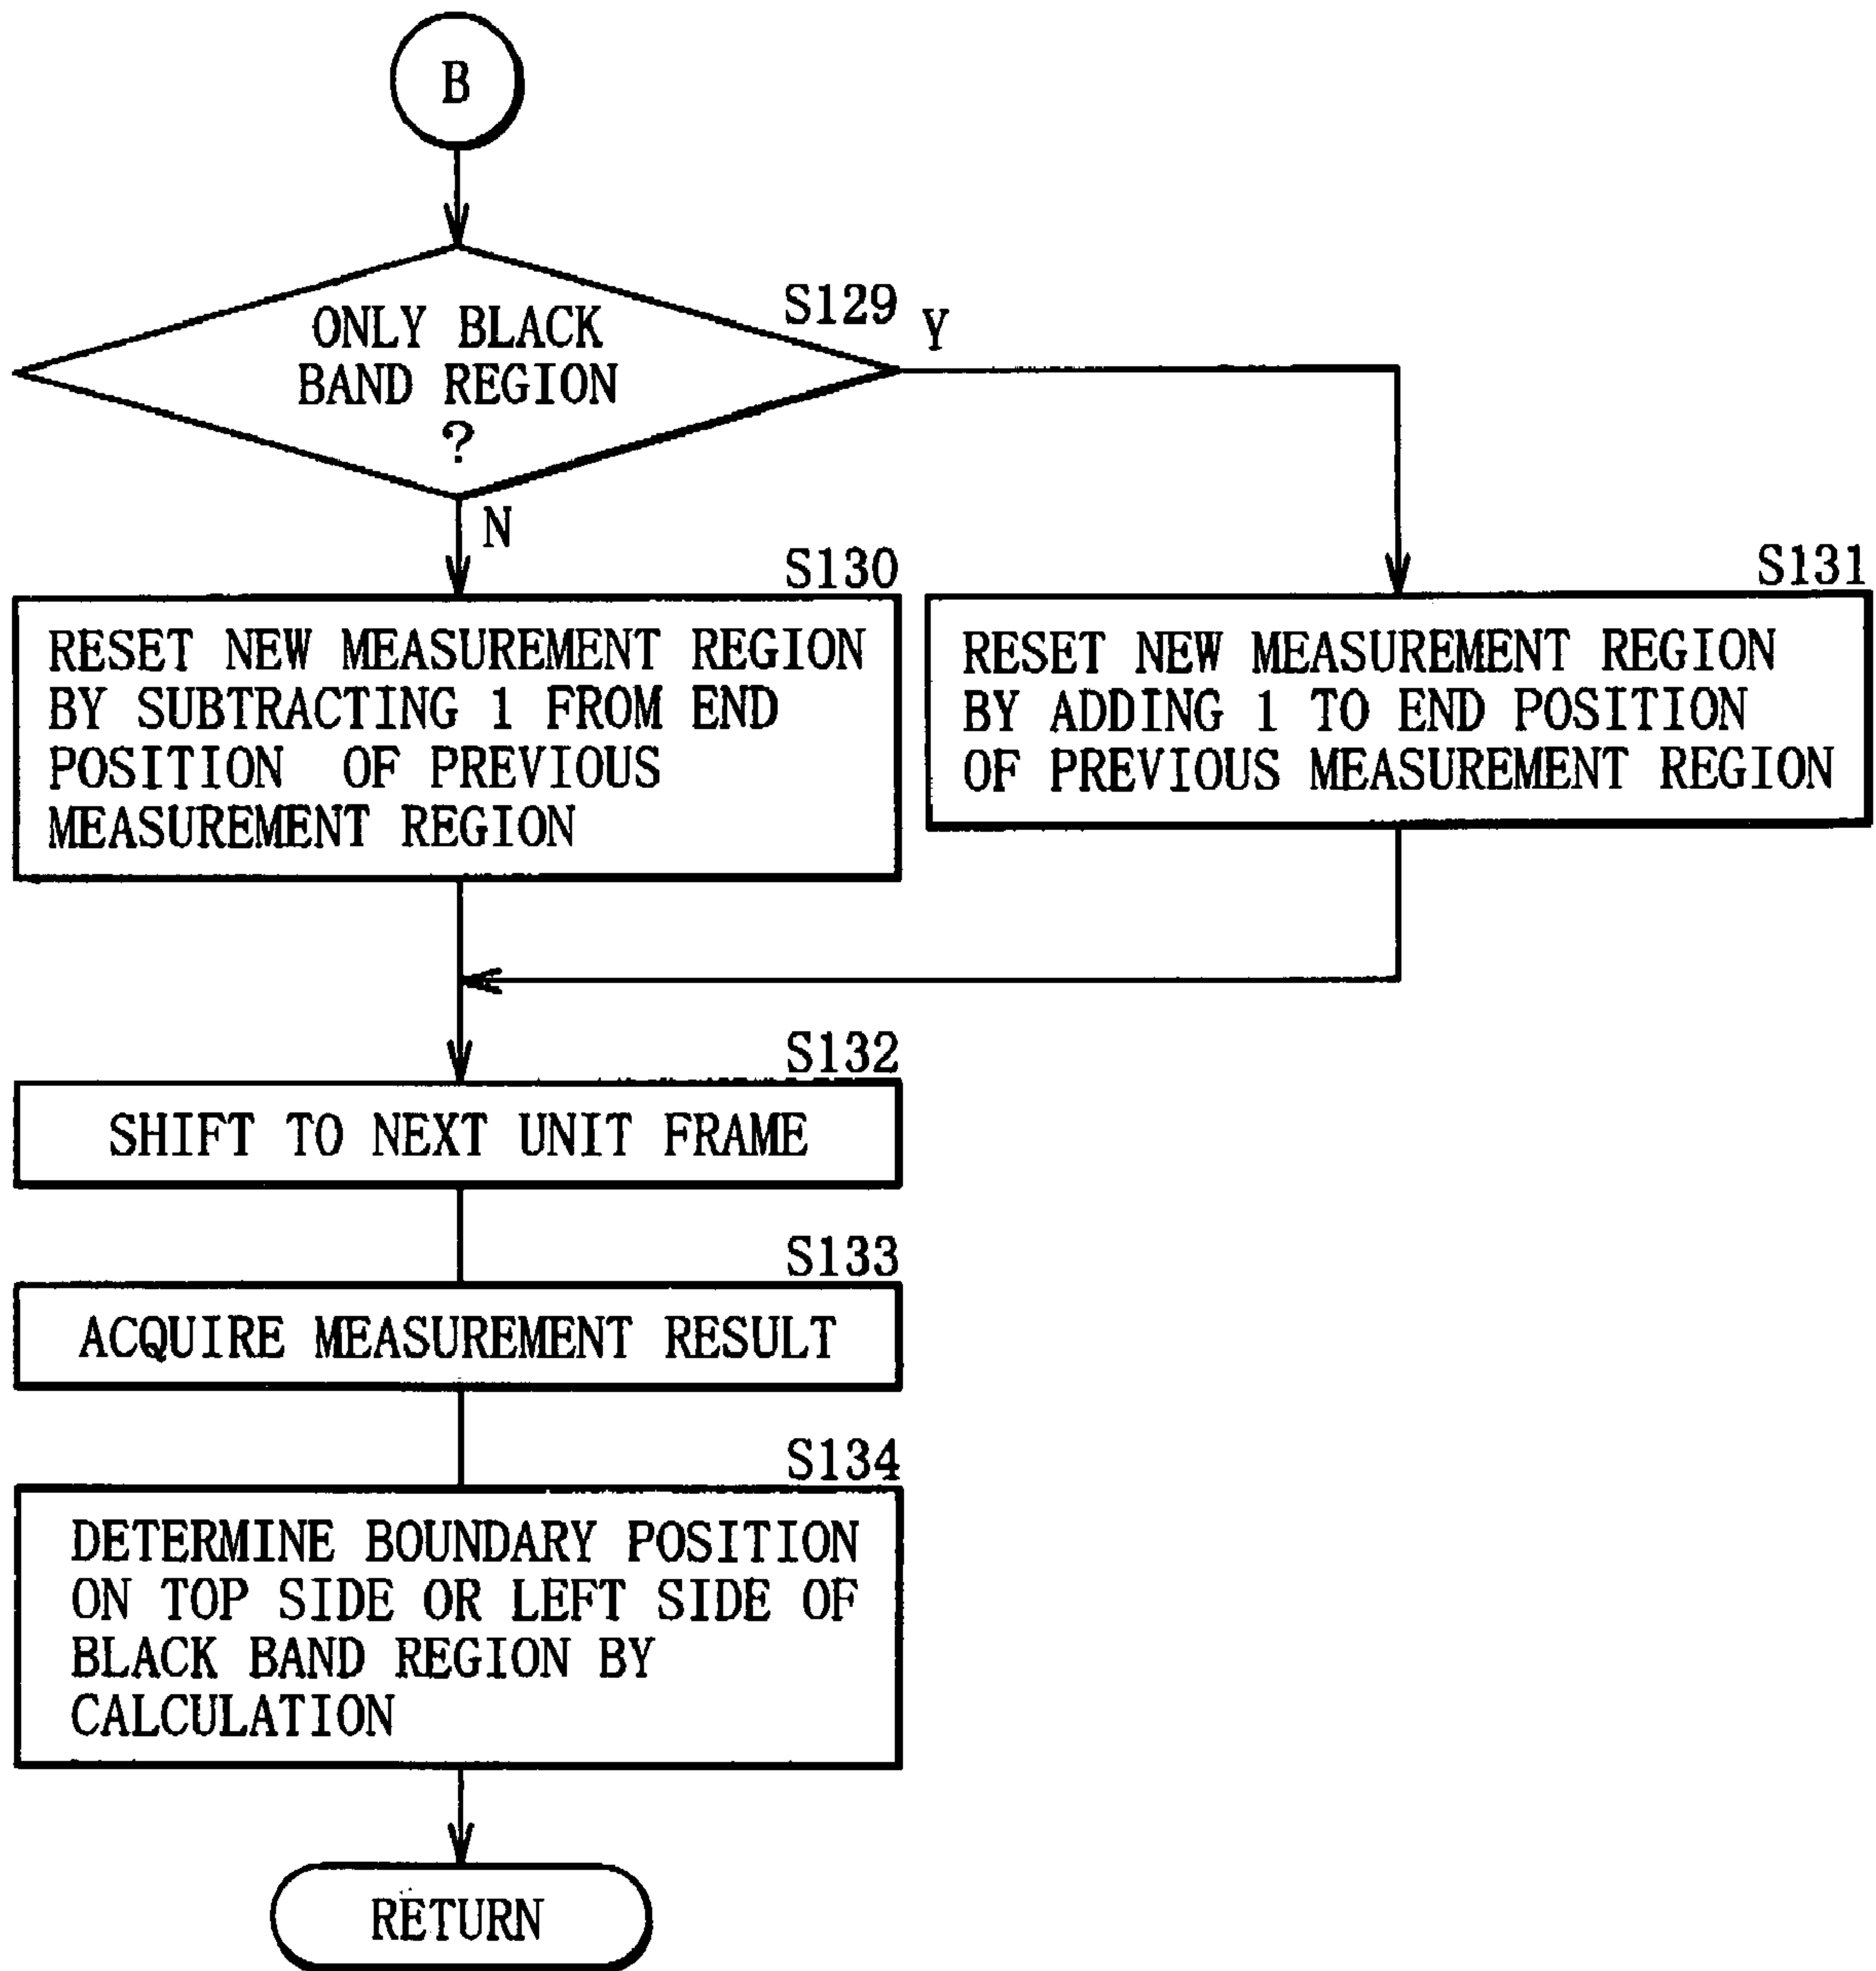 B
S129
Y
ONLY BLACK
BAND REGION
?
N
S130
RESET NEW MEASUREMENT REGION
BY SUBTRACTING 1 FROM END
POSITION OF PREVIOUS
MEASUREMENT REGION
S131
RESET NEW MEASUREMENT REGION
BY ADDING 1 TO END POSITION
OF PREVIOUS MEASUREMENT REGION
S132
SHIFT TO NEXT UNIT FRAME
S133
ACQUIRE MEASUREMENT RESULT
S134
DETERMINE BOUNDARY POSITION
ON TOP SIDE OR LEFT SIDE OF
BLACK BAND REGION BY
CALCULATION
RETURN